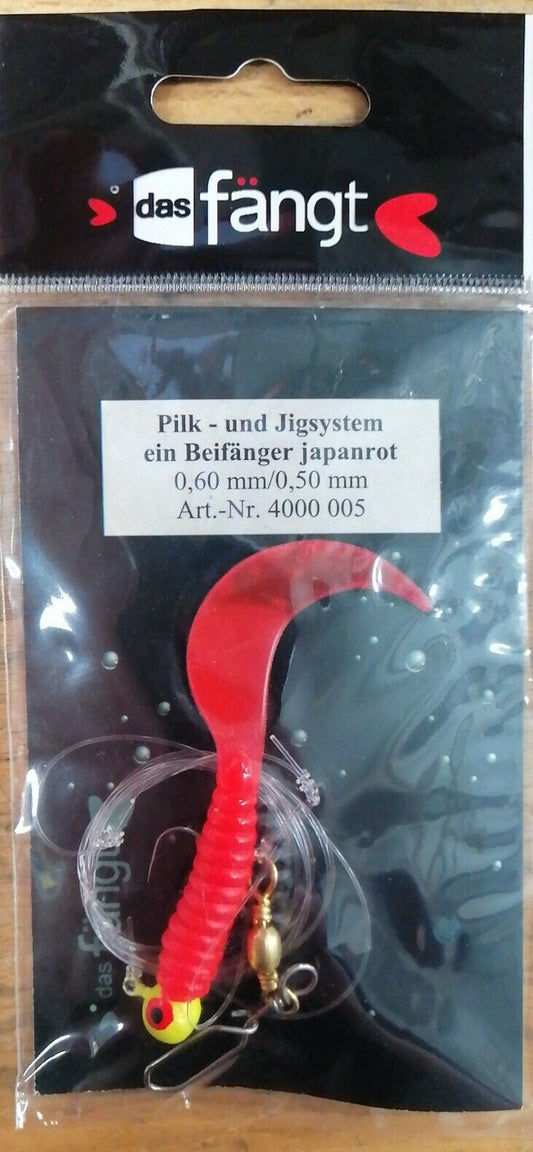 das fängt
Pilk - und Jigsystem
ein Beifänger japanrot
0,60 mm/0,50 mm
Art.-Nr. 4000 005
das fängt